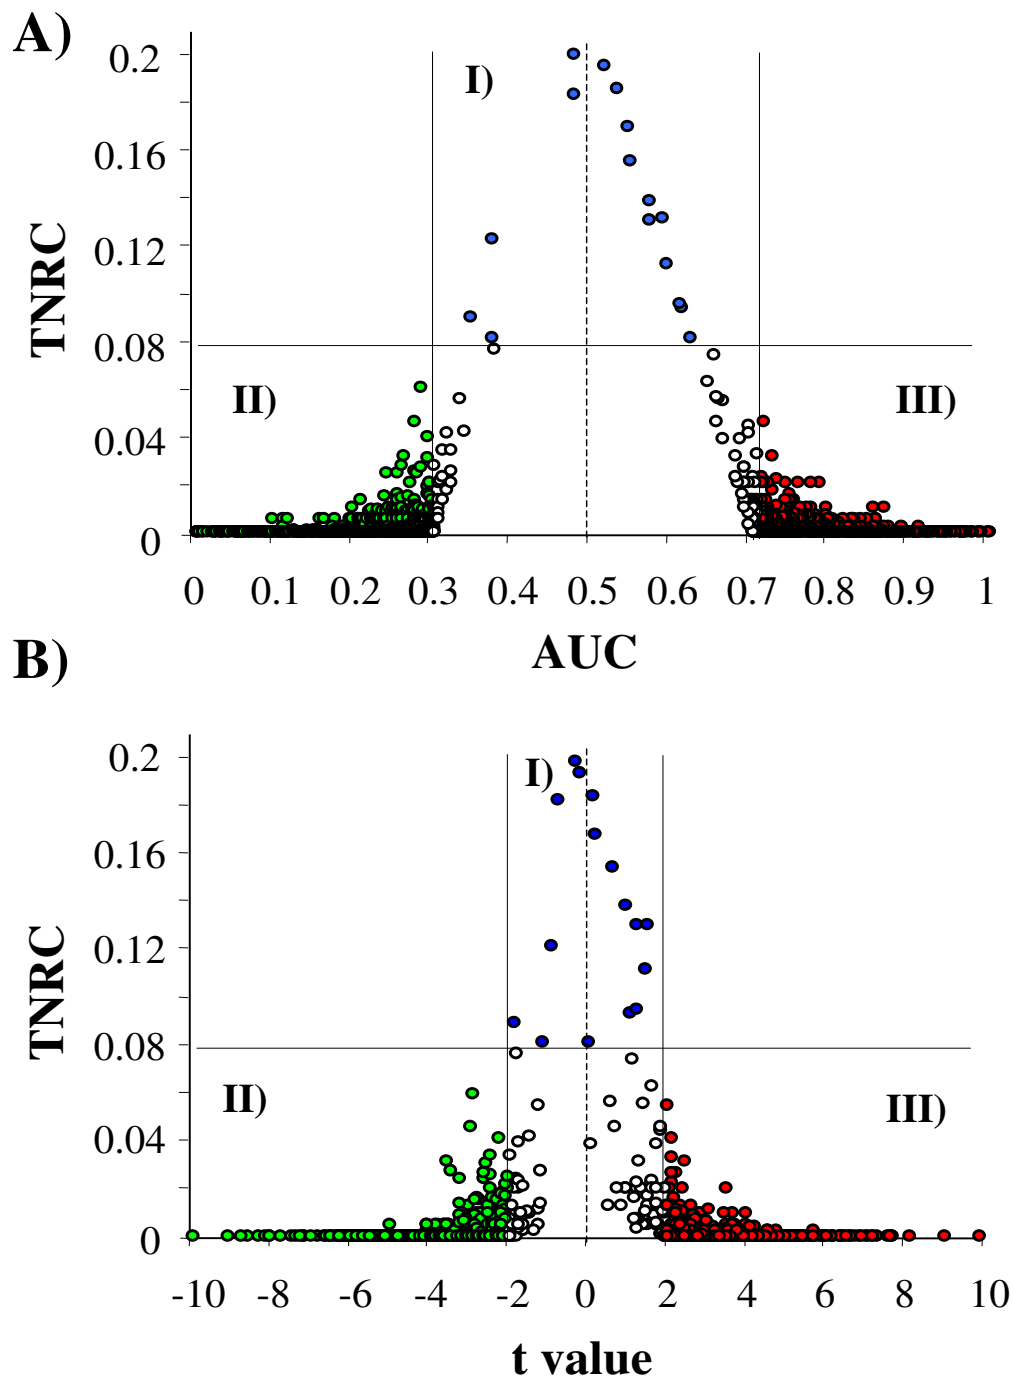 A)
I)
0.2
0.16
0.12
0.08
0.04
0
TNRC
II)
III)
0 0.1 0.2 0.3 0.4 0.5 0.6 0.7 0.8 0.9 1
AUC
B)
I)
0.2
0.16
0.12
0.08
0.04
0
TNRC
II)
III)
-10 -8 -6 -4 -2 0 2 4 6 8 10
t value